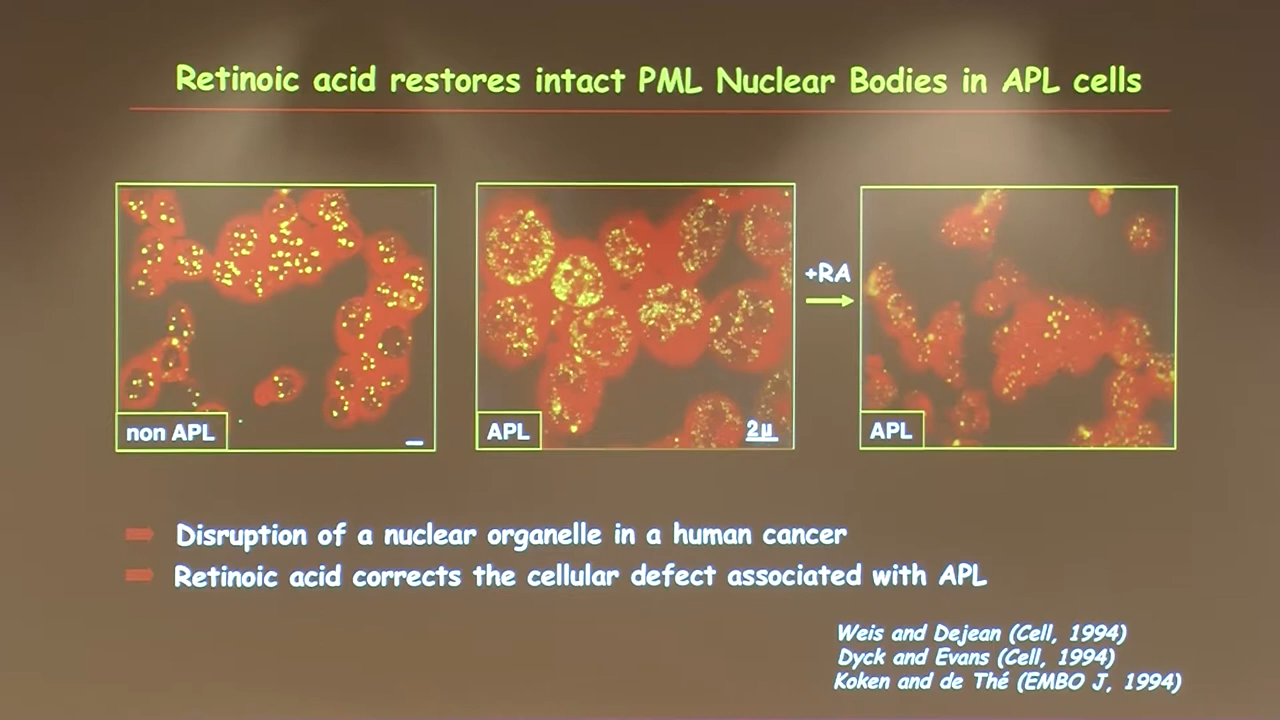 Retinoic acid restores intact PML Nuclear Bodies in APL cells
non APL
APL
2µ
+RA
APL
Disruption of a nuclear organelle in a human cancer
Retinoic acid corrects the cellular defect associated with APL
Weis and Dejean (Cell, 1994)
Dyck and Evans (Cell, 1994)
Koken and de Thé (EMBO J, 1994)